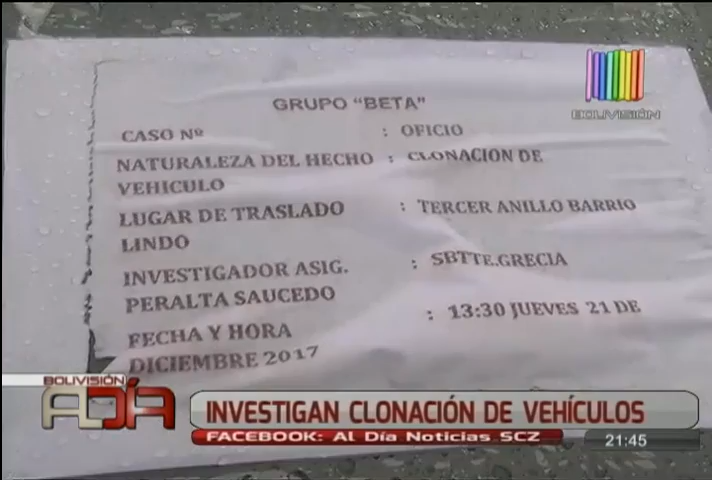 GRUPO "BETA"
BOLIVISIÓN
CASO Nº : OFICIO
NATURALEZA DEL HECHO : CLONACION DE
VEHICULO
LUGAR DE TRASLADO : TERCER ANILLO BARRIO
LINDO
INVESTIGADOR ASIG. : SBTTE.GRECIA
PERALTA SAUCEDO
FECHA Y HORA : 13:30 JUEVES 21 DE
DICIEMBRE 2017
BOLIVISIÓN
AL DÍA
INVESTIGAN CLONACIÓN DE VEHÍCULOS
FACEBOOK: Al Día Noticias SCZ
21:45